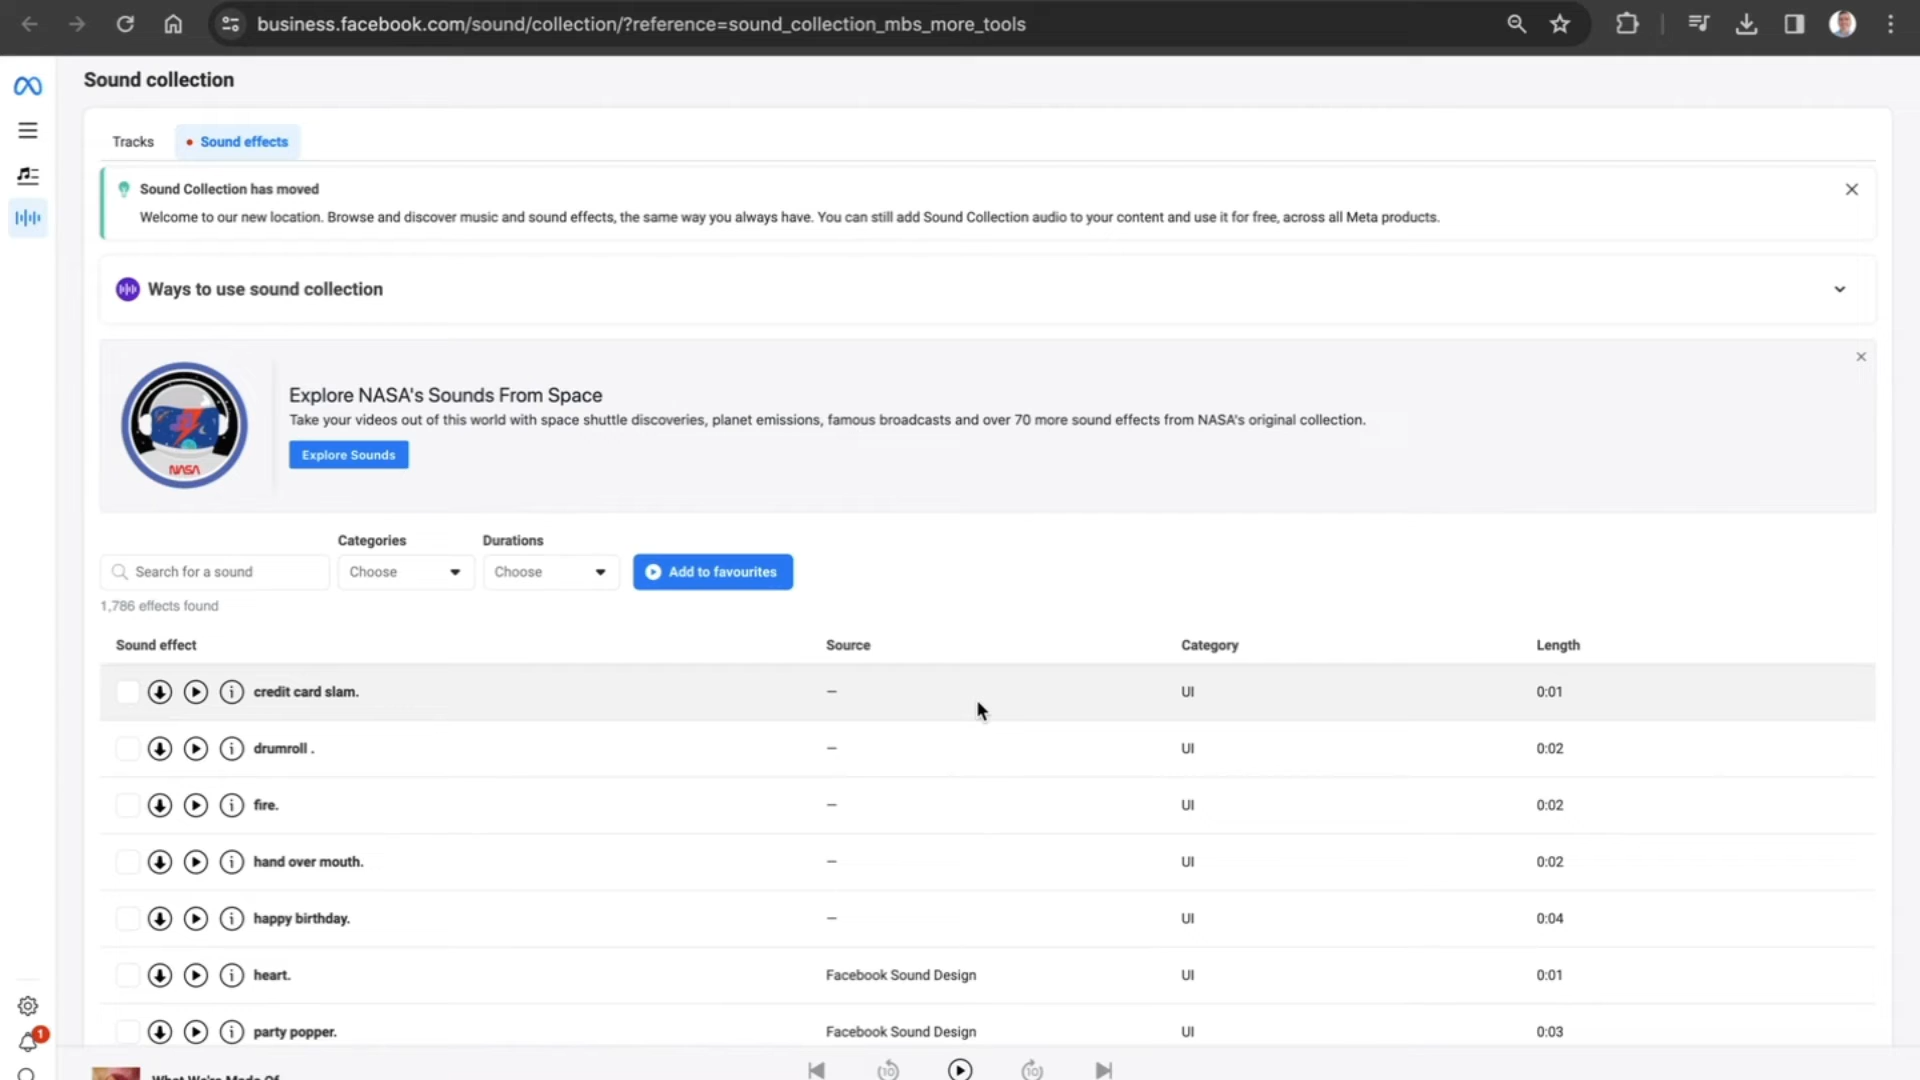 business.facebook.com/sound/collection/?reference=sound_collection_mbs_more_tools
Sound collection
Tracks
Sound effects
Sound Collection has moved
Welcome to our new location. Browse and discover music and sound effects, the same way you always have. You can still add Sound Collection audio to your content and use it for free, across all Meta products.
Ways to use sound collection
NASA
Explore NASA's Sounds From Space
Take your videos out of this world with space shuttle discoveries, planet emissions, famous broadcasts and over 70 more sound effects from NASA's original collection.
Explore Sounds
Categories Durations
Search for a sound Choose Choose Add to favourites
1,786 effects found
Sound effect Source Category Length
credit card slam. – UI 0:01
drumroll . – UI 0:02
fire. – UI 0:02
hand over mouth. – UI 0:02
happy birthday. – UI 0:04
heart. Facebook Sound Design UI 0:01
party popper. Facebook Sound Design UI 0:03
1
What We're Made Of
10 10